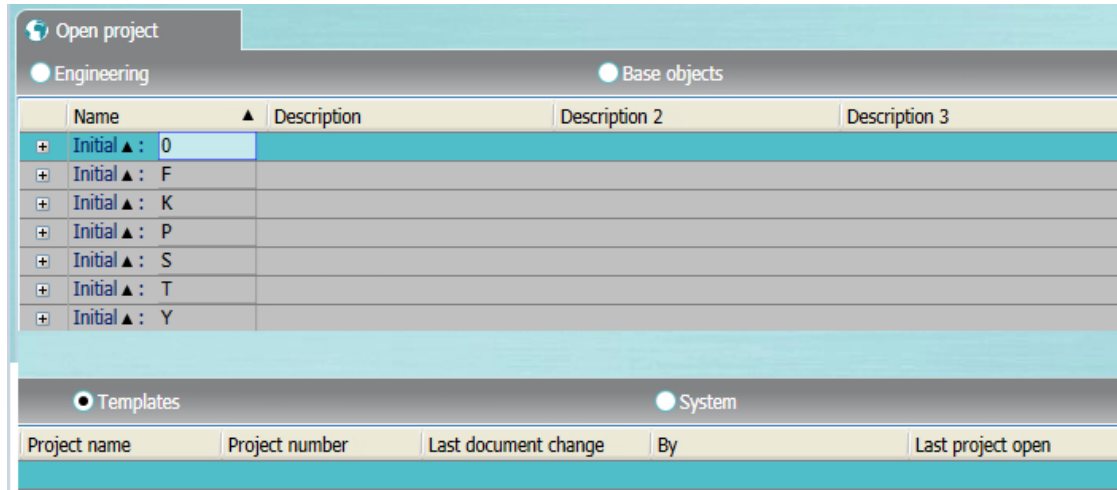 Open project
Engineering Base objects
Name ▲ Description Description 2 Description 3
Initial ▲ : 0
Initial ▲ : F
Initial ▲ : K
Initial ▲ : P
Initial ▲ : S
Initial ▲ : T
Initial ▲ : Y
Templates System
Project name Project number Last document change By Last project open